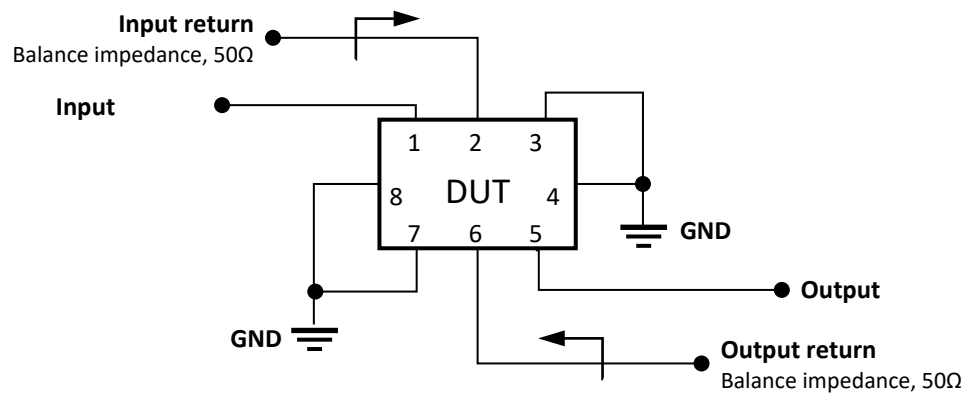 Input return
Balance impedance, 50Ω
Input
1 2 3
8 DUT 4
7 6 5
GND
Output
GND
Output return
Balance impedance, 50Ω